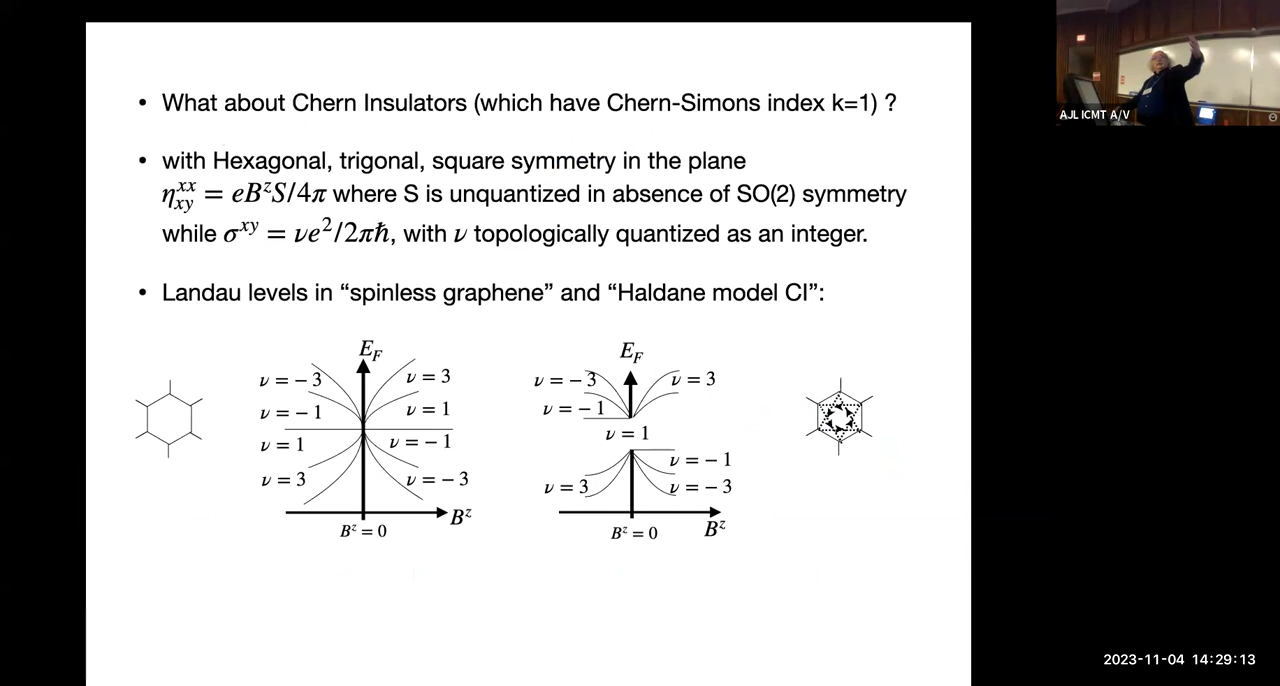 • What about Chern Insulators (which have Chern-Simons index k=1) ?
• with Hexagonal, trigonal, square symmetry in the plane
η^{xx}_{xy} = eB^zS/4π where S is unquantized in absence of SO(2) symmetry
while σ^{xy} = νe²/2πℏ, with ν topologically quantized as an integer.
• Landau levels in “spinless graphene” and “Haldane model CI”:
E_F
ν = − 3
ν = 3
ν = − 1
ν = 1
ν = 1
ν = − 1
ν = 3
ν = − 3
B^z
B^z = 0
E_F
ν = − 3
ν = 3
ν = − 1
ν = 1
ν = − 1
ν = 3
ν = − 3
B^z
B^z = 0
AJL ICMT A/V
2023-11-04 14:29:13